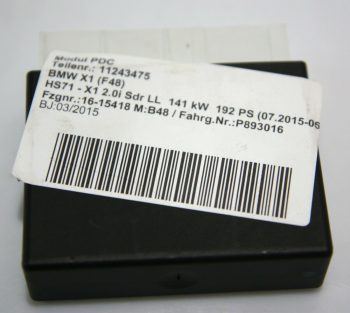 Modul PDC
Teilenr.: 11243475
BMW X1 (F48)
HS71 - X1 2.0i Sdr LL 141 kW 192 PS (07.2015-06
Fzgnr.:16-15418 M:B48 / Fahrg.Nr.:P893016
BJ:03/2015